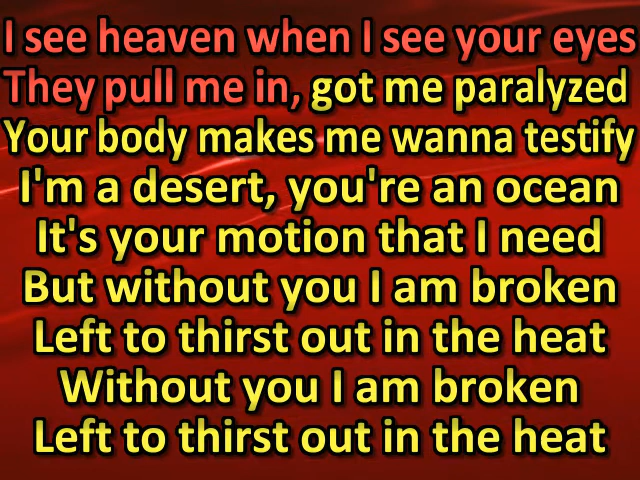 I see heaven when I see your eyes
They pull me in, got me paralyzed
Your body makes me wanna testify
I'm a desert, you're an ocean
It's your motion that I need
But without you I am broken
Left to thirst out in the heat
Without you I am broken
Left to thirst out in the heat